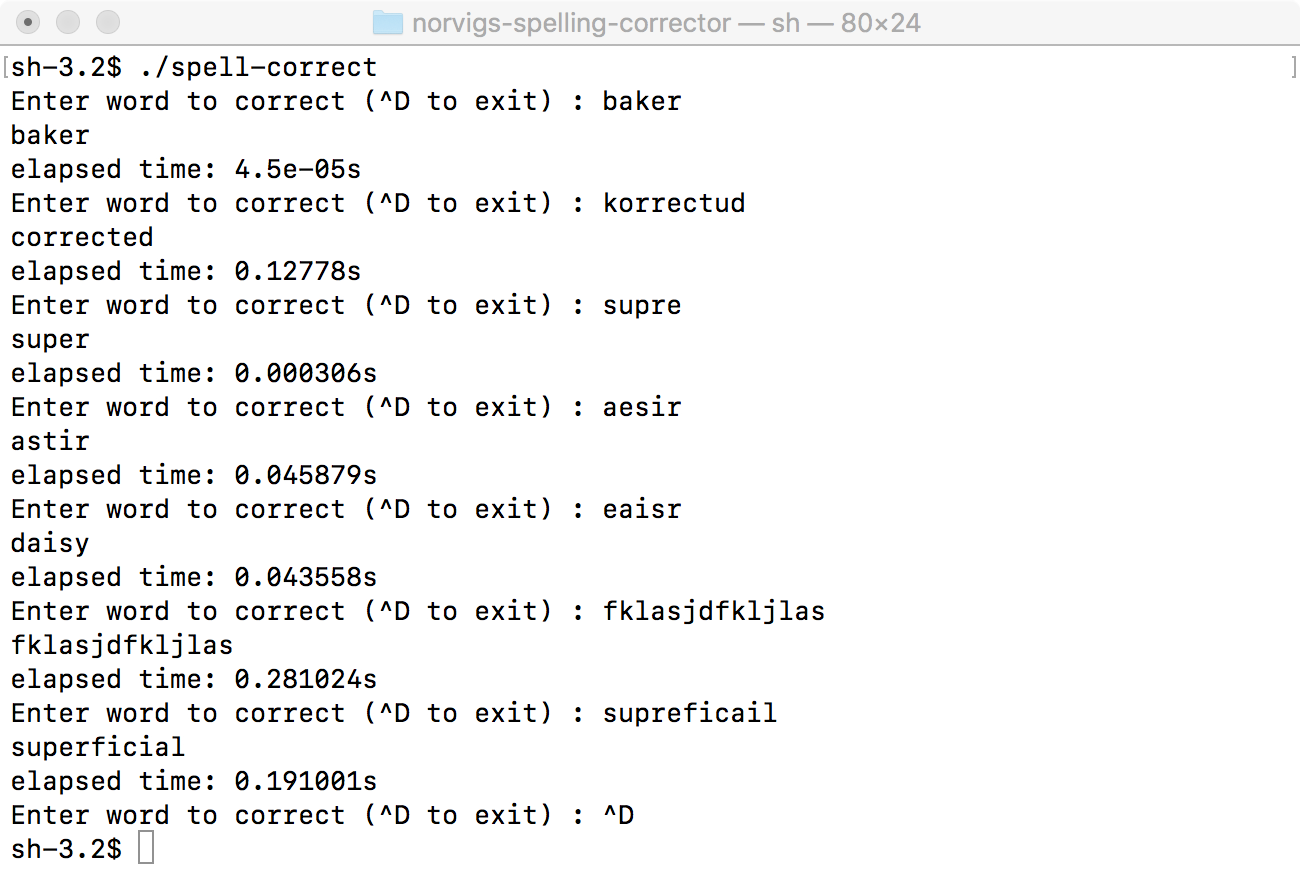 norvigs-spelling-corrector — sh — 80×24
[sh-3.2$ ./spell-correct ]
Enter word to correct (^D to exit) : baker
baker
elapsed time: 4.5e-05s
Enter word to correct (^D to exit) : korrectud
corrected
elapsed time: 0.12778s
Enter word to correct (^D to exit) : supre
super
elapsed time: 0.000306s
Enter word to correct (^D to exit) : aesir
astir
elapsed time: 0.045879s
Enter word to correct (^D to exit) : eaisr
daisy
elapsed time: 0.043558s
Enter word to correct (^D to exit) : fklasjdfkljlas
fklasjdfkljlas
elapsed time: 0.281024s
Enter word to correct (^D to exit) : supreficail
superficial
elapsed time: 0.191001s
Enter word to correct (^D to exit) : ^D
sh-3.2$